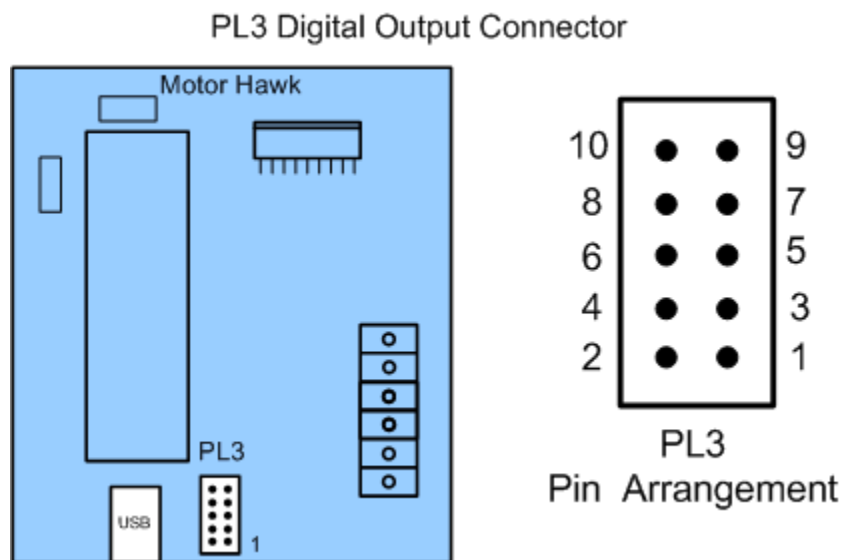 PL3 Digital Output Connector
Motor Hawk
PL3
USB
1
10 9
8 7
6 5
4 3
2 1
PL3
Pin Arrangement